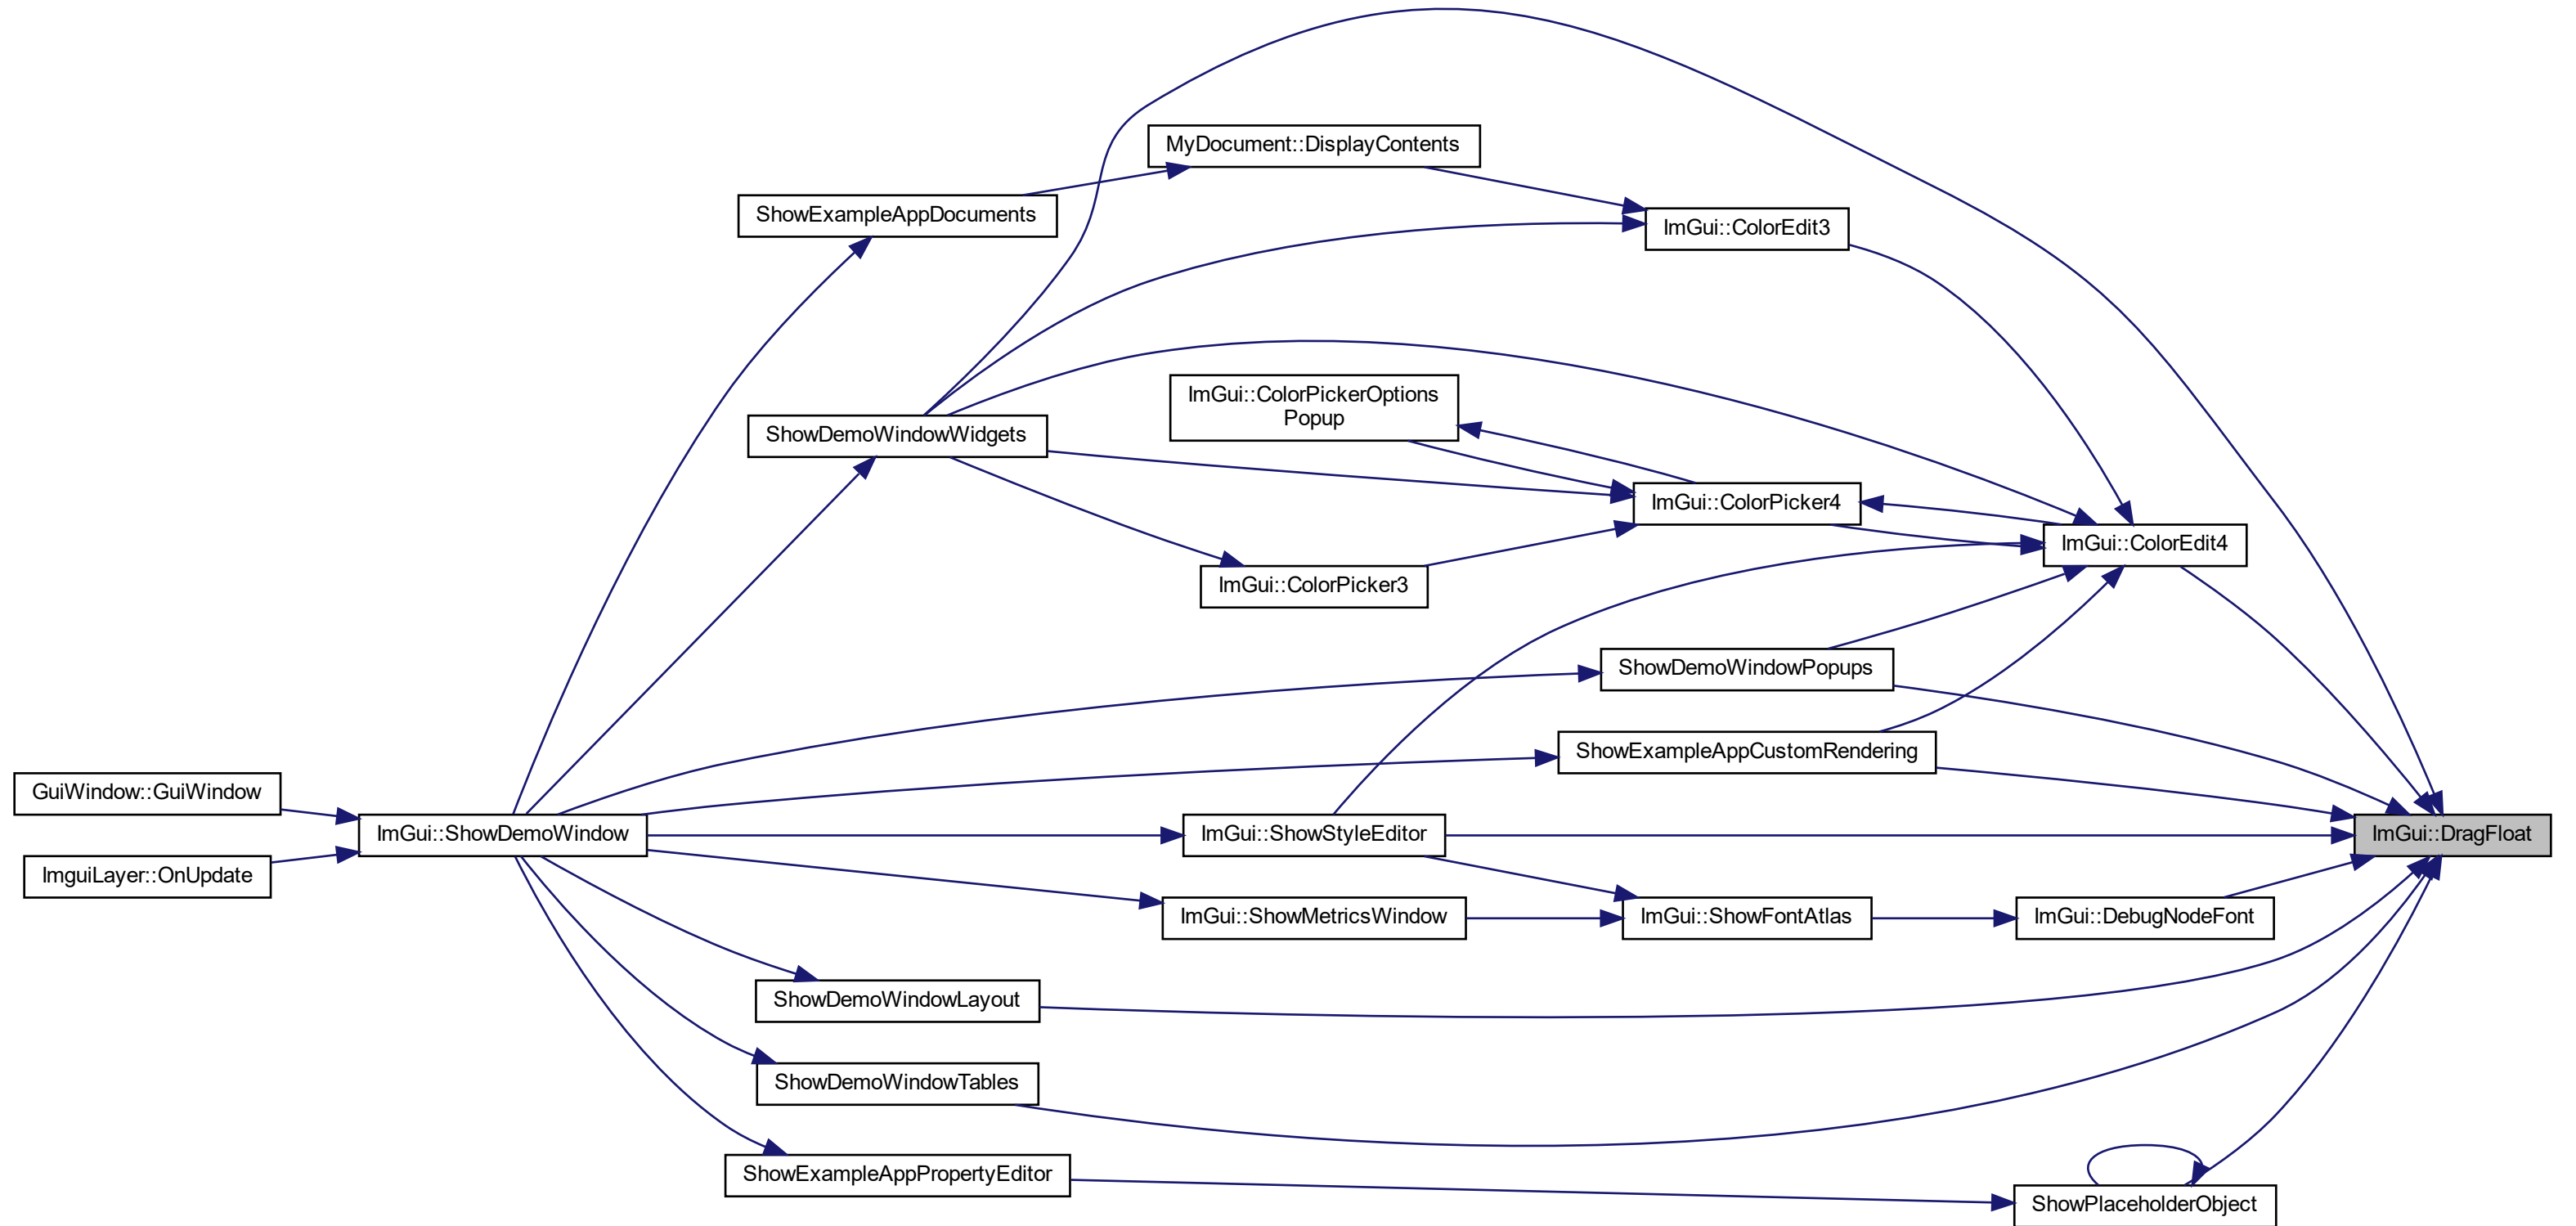 MyDocument::DisplayContents
ShowExampleAppDocuments
ImGui::ColorEdit3
ImGui::ColorPickerOptions
Popup
ShowDemoWindowWidgets
ImGui::ColorPicker4
ImGui::ColorEdit4
ImGui::ColorPicker3
ShowDemoWindowPopups
ShowExampleAppCustomRendering
GuiWindow::GuiWindow
ImGui::ShowDemoWindow
ImGui::ShowStyleEditor
ImGui::DragFloat
ImguiLayer::OnUpdate
ImGui::ShowMetricsWindow
ImGui::ShowFontAtlas
ImGui::DebugNodeFont
ShowDemoWindowLayout
ShowDemoWindowTables
ShowExampleAppPropertyEditor
ShowPlaceholderObject